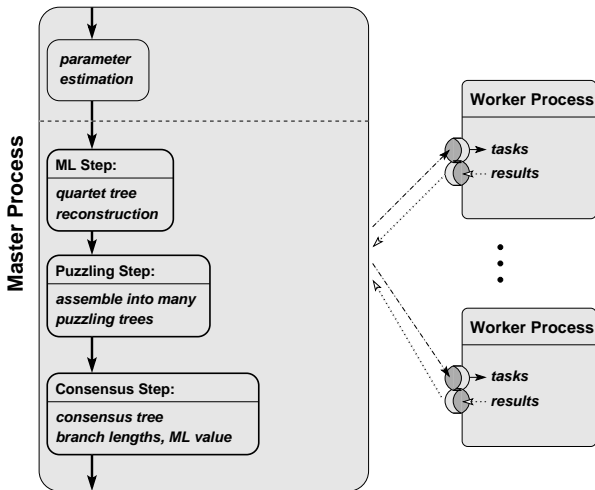 Master Process
parameter
estimation
ML Step:
quartet tree
reconstruction
Puzzling Step:
assemble into many
puzzling trees
Consensus Step:
consensus tree
branch lengths, ML value
Worker Process
tasks
results
Worker Process
tasks
results